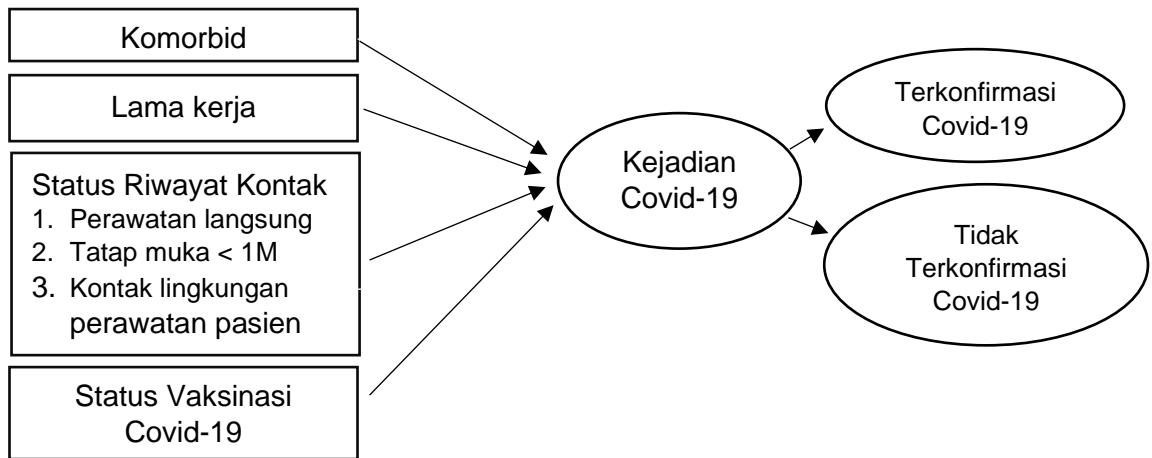 Komorbid
Lama kerja
Status Riwayat Kontak
1. Perawatan langsung
2. Tatap muka < 1M
3. Kontak lingkungan
perawatan pasien
Status Vaksinasi
Covid-19
Kejadian
Covid-19
Terkonfirmasi
Covid-19
Tidak
Terkonfirmasi
Covid-19